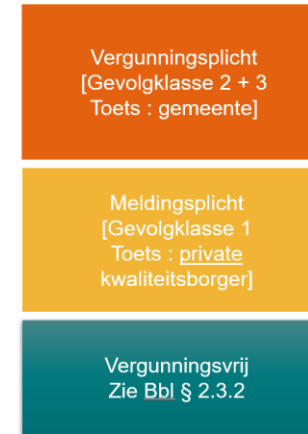 Vergunningsplicht
[Gevolgklasse 2 + 3
Toets : gemeente]
Meldingsplicht
[Gevolgklasse 1
Toets : private
kwaliteitsborger]
Vergunningsvrij
Zie Bbl § 2.3.2